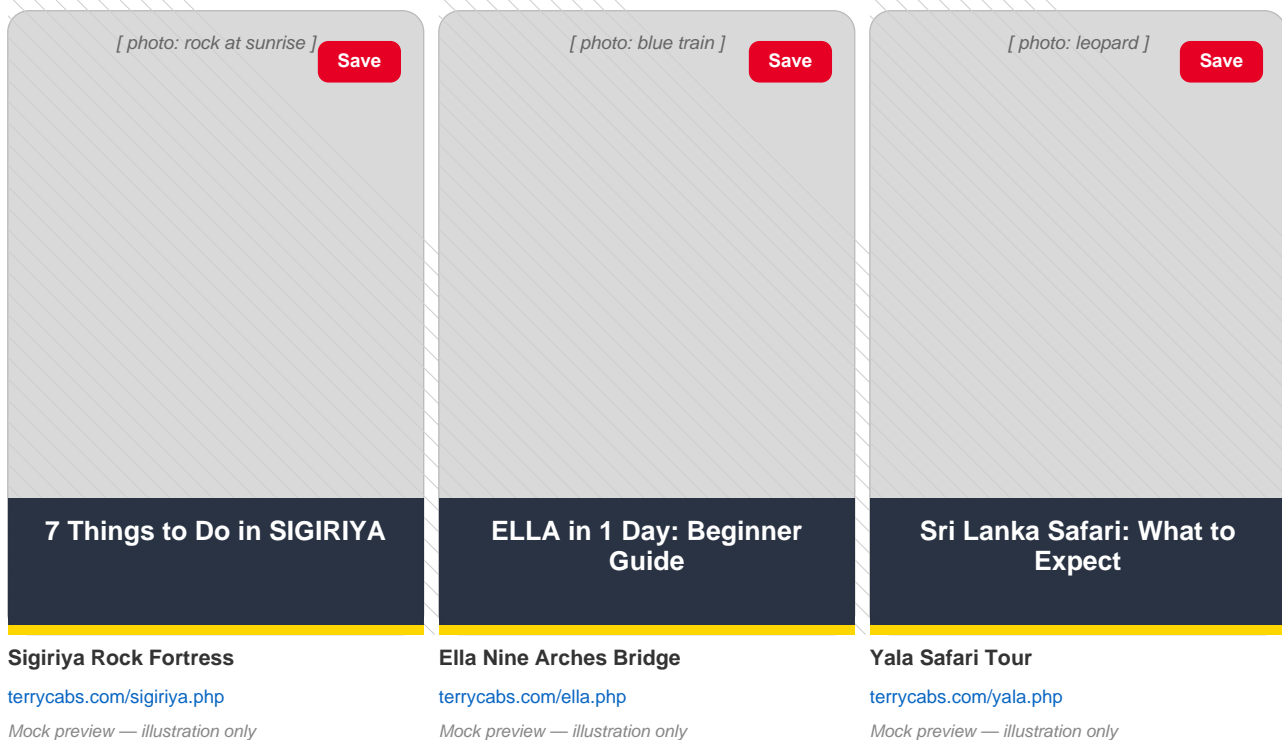 [ photo: rock at sunrise ]
Save
7 Things to Do in SIGIRIYA
Sigiriya Rock Fortress
terrycabs.com/sigiriya.php
Mock preview — illustration only
[ photo: blue train ]
Save
ELLA in 1 Day: Beginner
Guide
Ella Nine Arches Bridge
terrycabs.com/ella.php
Mock preview — illustration only
[ photo: leopard ]
Save
Sri Lanka Safari: What to
Expect
Yala Safari Tour
terrycabs.com/yala.php
Mock preview — illustration only